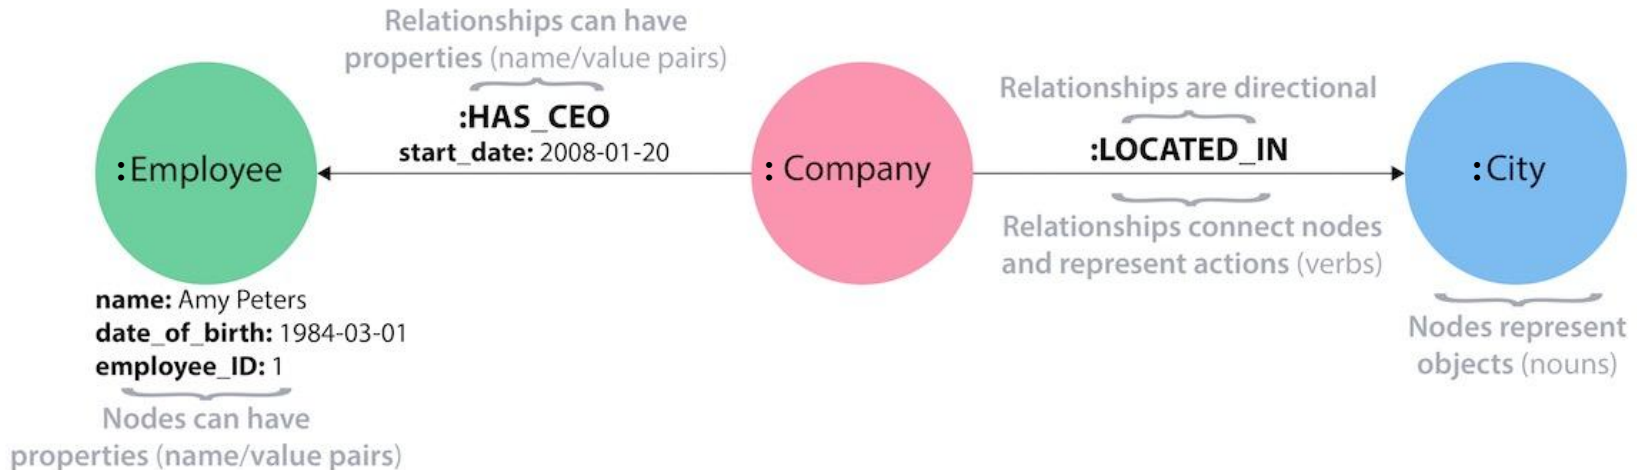 Relationships can have
properties (name/value pairs)
:HAS_CEO
start_date: 2008-01-20
:Employee
name: Amy Peters
date_of_birth: 1984-03-01
employee_ID: 1
Nodes can have
properties (name/value pairs)
: Company
Relationships are directional
:LOCATED_IN
Relationships connect nodes
and represent actions (verbs)
:City
Nodes represent
objects (nouns)